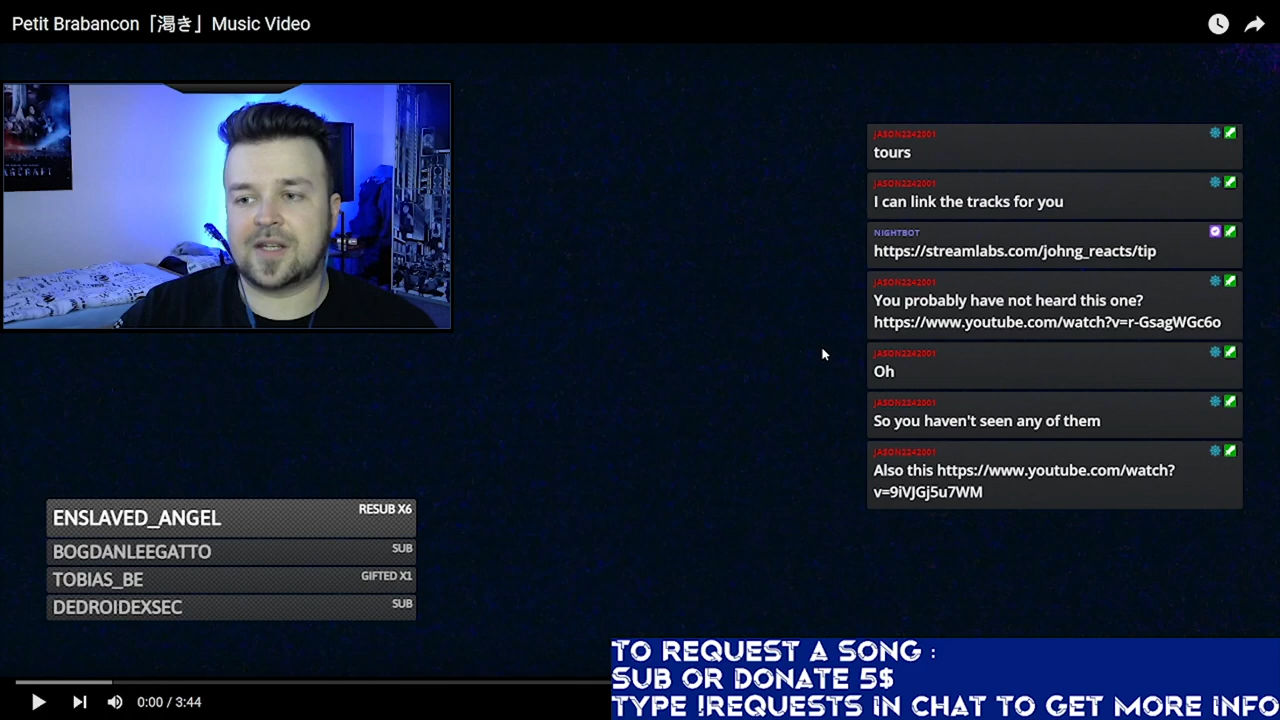 Petit Brabancon「渇き」Music Video
JASON2242001
tours
JASON2242001
I can link the tracks for you
NIGHTBOT
https://streamlabs.com/johng_reacts/tip
JASON2242001
You probably have not heard this one?
https://www.youtube.com/watch?v=r-GsagWGc6o
JASON2242001
Oh
JASON2242001
So you haven't seen any of them
JASON2242001
Also this https://www.youtube.com/watch?
v=9iVJGj5u7WM
ENSLAVED_ANGEL RESUB X6
BOGDANLEEGATTO SUB
TOBIAS_BE GIFTED X1
DEDROIDEXSEC SUB
TO REQUEST A SONG :
SUB OR DONATE 5$
TYPE !REQUESTS IN CHAT TO GET MORE INFO
0:00 / 3:44